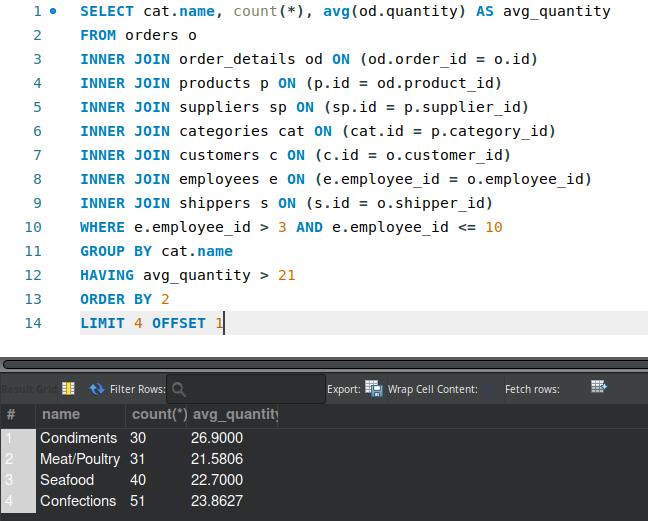 1 SELECT cat.name, count(*), avg(od.quantity) AS avg_quantity
2 FROM orders o
3 INNER JOIN order_details od ON (od.order_id = o.id)
4 INNER JOIN products p ON (p.id = od.product_id)
5 INNER JOIN suppliers sp ON (sp.id = p.supplier_id)
6 INNER JOIN categories cat ON (cat.id = p.category_id)
7 INNER JOIN customers c ON (c.id = o.customer_id)
8 INNER JOIN employees e ON (e.employee_id = o.employee_id)
9 INNER JOIN shippers s ON (s.id = o.shipper_id)
10 WHERE e.employee_id > 3 AND e.employee_id <= 10
11 GROUP BY cat.name
12 HAVING avg_quantity > 21
13 ORDER BY 2
14 LIMIT 4 OFFSET 1
Result Grid Filter Rows: Export: Wrap Cell Content: Fetch rows:
# name count(*) avg_quantity
1 Condiments 30 26.9000
2 Meat/Poultry 31 21.5806
3 Seafood 40 22.7000
4 Confections 51 23.8627